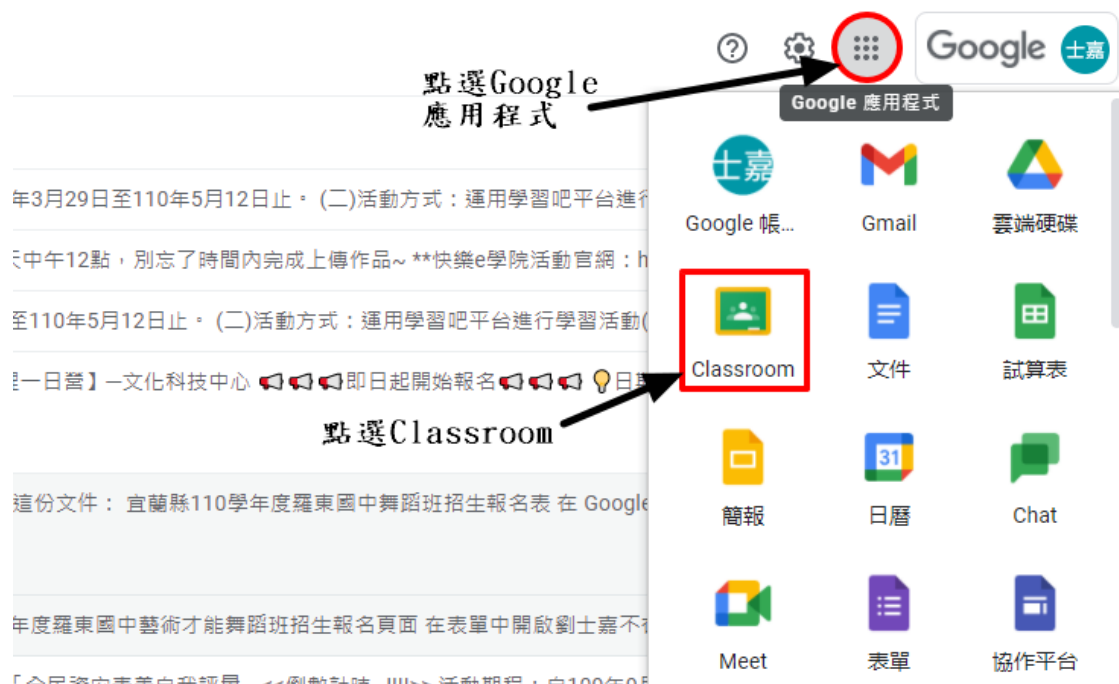 Google 士嘉
點選Google
應用程式
Google 應用程式
士嘉
Google 帳... Gmail 雲端硬碟
年3月29日至110年5月12日止。 (二)活動方式：運用學習吧平台進行
天中午12點，別忘了時間內完成上傳作品~ **快樂e學院活動官網：h
至110年5月12日止。 (二)活動方式：運用學習吧平台進行學習活動(
一日營】—文化科技中心 即日起開始報名 日
Classroom 文件 試算表
點選Classroom
31
簡報 日曆 Chat
這份文件： 宜蘭縣110學年度羅東國中舞蹈班招生報名表 在 Google
年度羅東國中藝術才能舞蹈班招生報名頁面 在表單中開啟劉士嘉不
Meet 表單 協作平台